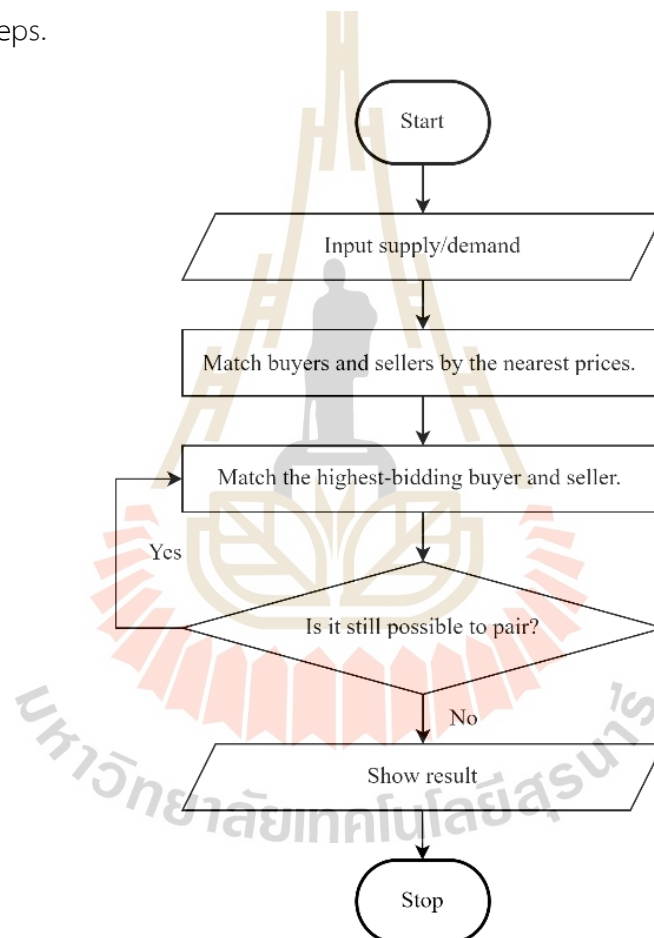 eps.
Start
Input supply/demand
Match buyers and sellers by the nearest prices.
Match the highest-bidding buyer and seller.
Yes
Is it still possible to pair?
No
Show result
Stop